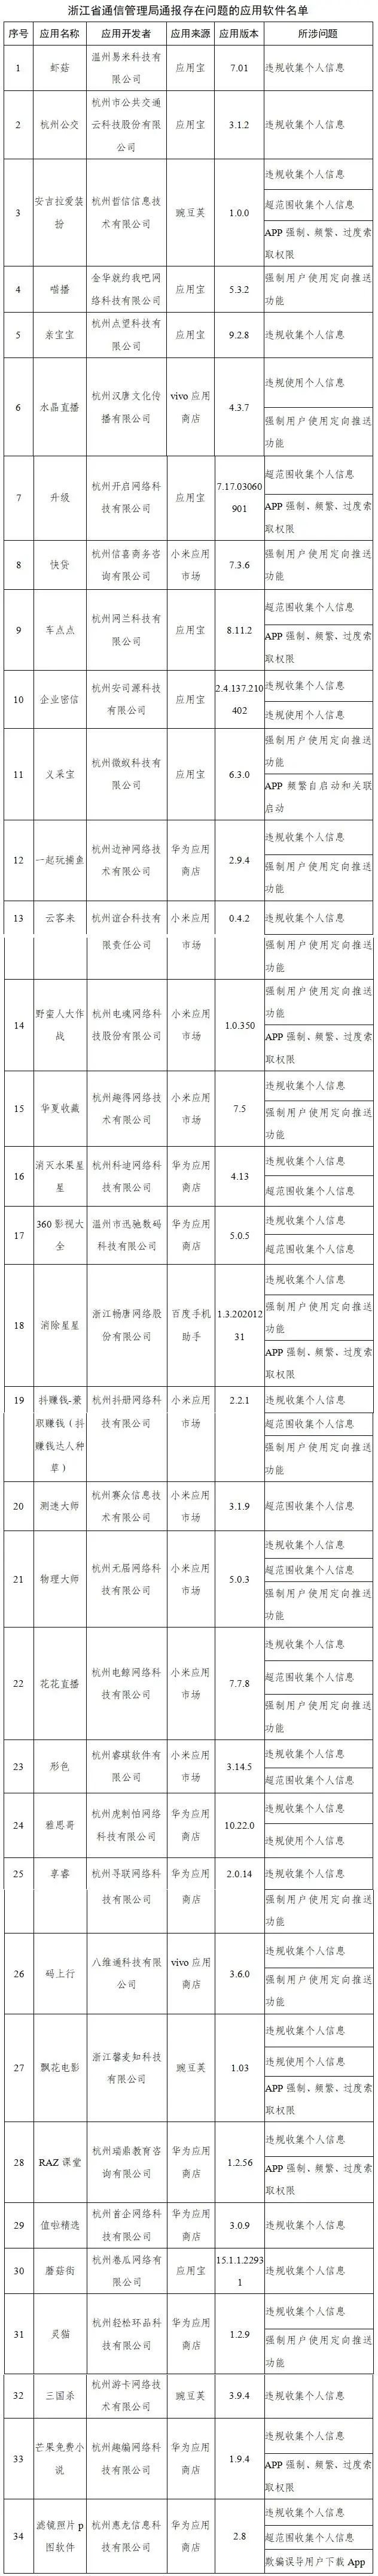 浙江省通信管理局通报存在问题的应用软件名单
序号 应用名称 应用开发者 应用来源 应用版本 所涉问题
1 虾菇 温州易米科技有 应用宝 7.01 违规收集个人信息
限公司
2 杭州公交 杭州市公共交通 应用宝 3.1.2 违规收集个人信息
云科技股份有限
公司
3 安吉拉爱装 杭州哲信信息技 豌豆荚 1.0.0 违规收集个人信息
扮 术有限公司 超范围收集个人信息
APP 强制、频繁、过度索
取权限
4 喵播 金华就约我吧网 应用宝 5.3.2 强制用户使用定向推送
络科技有限公司 功能
5 亲宝宝 杭州点望科技有 应用宝 9.2.8 违规收集个人信息
限公司
6 水晶直播 杭州汉唐文化传 vivo 应用 4.3.7 违规使用个人信息
播有限公司 商店 强制用户使用定向推送
功能
7 升级 杭州开启网络科 应用宝 7.17.03060 超范围收集个人信息
技有限公司 901 APP 强制、频繁、过度索
取权限
8 快贷 杭州信喜商务咨 小米应用 7.3.6 强制用户使用定向推送
询有限公司 市场 功能
9 车点点 杭州网兰科技有 应用宝 8.11.2 超范围收集个人信息
限公司 APP 强制、频繁、过度索
取权限
10 企业密信 杭州安司源科技 应用宝 2.4.137.210 违规收集个人信息
有限公司 402 违规使用个人信息
11 义采宝 杭州微蚁科技有 应用宝 6.3.0 强制用户使用定向推送
限公司 功能
APP 频繁自启动和关联
启动
12 一起玩捕鱼 杭州边神网络技 华为应用 2.9.4 违规收集个人信息
术有限公司 商店 强制用户使用定向推送
功能
13 云客来 杭州谊合科技有 小米应用 0.4.2 违规收集个人信息
限责任公司 市场 强制用户使用定向推送
功能
14 野蛮人大作 杭州电魂网络科 小米应用 1.0.350 强制用户使用定向推送
战 技股份有限公司 市场 功能
APP 强制、频繁、过度索
取权限
15 华夏收藏 杭州趣得网络技 小米应用 7.5 违规收集个人信息
术有限公司 市场 强制用户使用定向推送
功能
16 消灭水果星 杭州科迪网络科 华为应用 4.13 违规收集个人信息
星 技有限公司 商店 超范围收集个人信息
17 360 影视大 温州市迅驰数码 华为应用 5.0.5 违规收集个人信息
全 科技有限公司 商店 超范围收集个人信息
18 消除星星 浙江畅唐网络股 百度手机 1.3.202012 违规收集个人信息
份有限公司 助手 31 强制用户使用定向推送
功能
APP 强制、频繁、过度索
取权限
19 抖赚钱-兼 杭州抖册网络科 小米应用 2.2.1 违规收集个人信息
职赚钱（抖 技有限公司 市场 超范围收集个人信息
赚钱达人种 强制用户使用定向推送
草） 功能
20 测速大师 杭州赛众信息技 小米应用 3.1.9 超范围收集个人信息
术有限公司 市场
21 物理大师 杭州无届网络科 小米应用 5.0.3 违规收集个人信息
技有限公司 市场 超范围收集个人信息
强制用户使用定向推送
功能
22 花花直播 杭州电鲸网络科 小米应用 7.7.8 违规收集个人信息
技有限公司 市场 超范围收集个人信息
强制用户使用定向推送
功能
23 形色 杭州睿琪软件有 小米应用 3.14.5 违规收集个人信息
限公司 市场 超范围收集个人信息
24 雅思哥 杭州虎刺怕网络 华为应用 10.22.0 违规收集个人信息
科技有限公司 商店 违规使用个人信息
25 享睿 杭州寻联网络科 华为应用 2.0.14 违规收集个人信息
技有限公司 商店 强制用户使用定向推送
功能
26 码上行 八维通科技有限 vivo 应用 3.6.0 违规收集个人信息
公司 商店 强制用户使用定向推送
功能
27 飘花电影 浙江馨麦知科技 豌豆荚 1.03 违规收集个人信息
有限公司 违规使用个人信息
APP 强制、频繁、过度索
取权限
28 RAZ 课堂 杭州瑞鼎教育咨 华为应用 1.2.56 违规收集个人信息
询有限公司 商店 APP 强制、频繁、过度索
取权限
29 值啦精选 杭州首企网络科 华为应用 3.0.9 违规收集个人信息
技有限公司 商店
30 蘑菇街 杭州卷瓜网络有 应用宝 15.1.1.2293 违规收集个人信息
限公司 1
31 灵猫 杭州轻松环品科 华为应用 1.2.9 违规收集个人信息
技有限公司 商店 强制用户使用定向推送
功能
32 三国杀 杭州游卡网络技 豌豆荚 3.9.4 违规收集个人信息
术有限公司
33 芒果免费小 杭州趣编网络科 华为应用 1.9.4 违规收集个人信息
说 技有限公司 商店 APP 强制、频繁、过度索
取权限
34 滤镜照片 p 杭州惠龙信息科 华为应用 2.8 违规收集个人信息
图软件 技有限公司 商店 超范围收集个人信息
欺骗误导用户下载 App